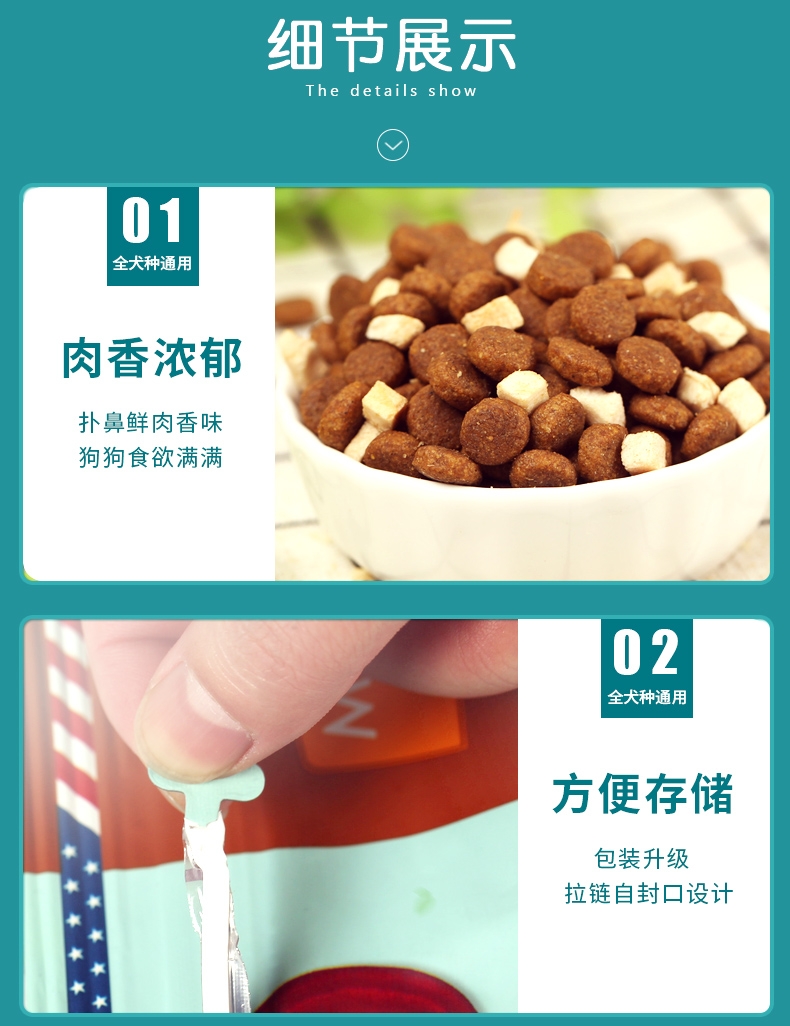 细节展示
The details show
01
全犬种通用
肉香浓郁
扑鼻鲜肉香味
狗狗食欲满满
02
全犬种通用
方便存储
包装升级
拉链自封口设计